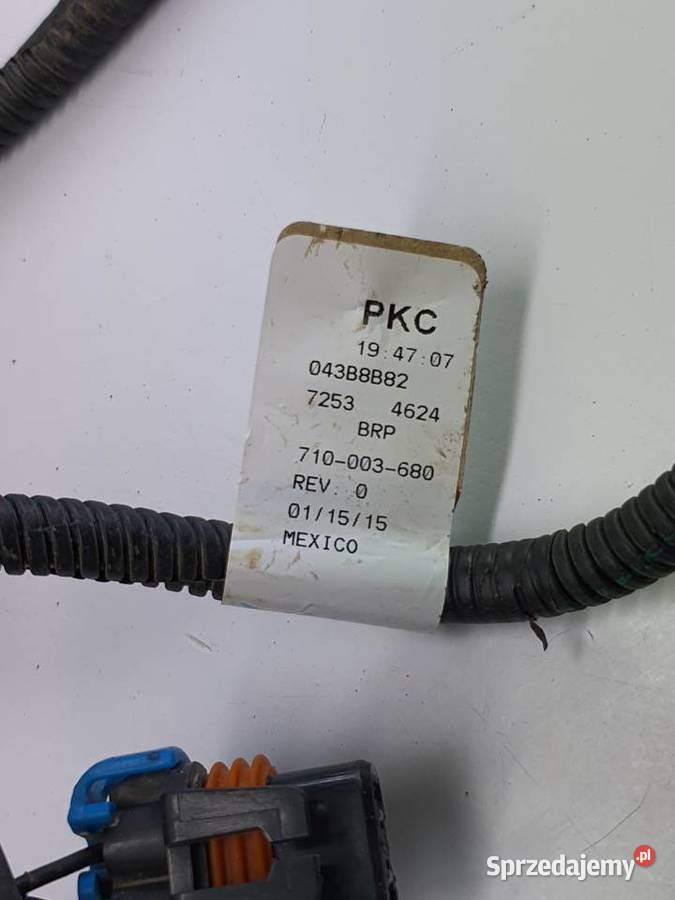 PKC
19:47:07
043B8B82
7253 4624
BRP
710-003-680
REV. 0
01/15/15
MEXICO
Sprzedajemy.pl